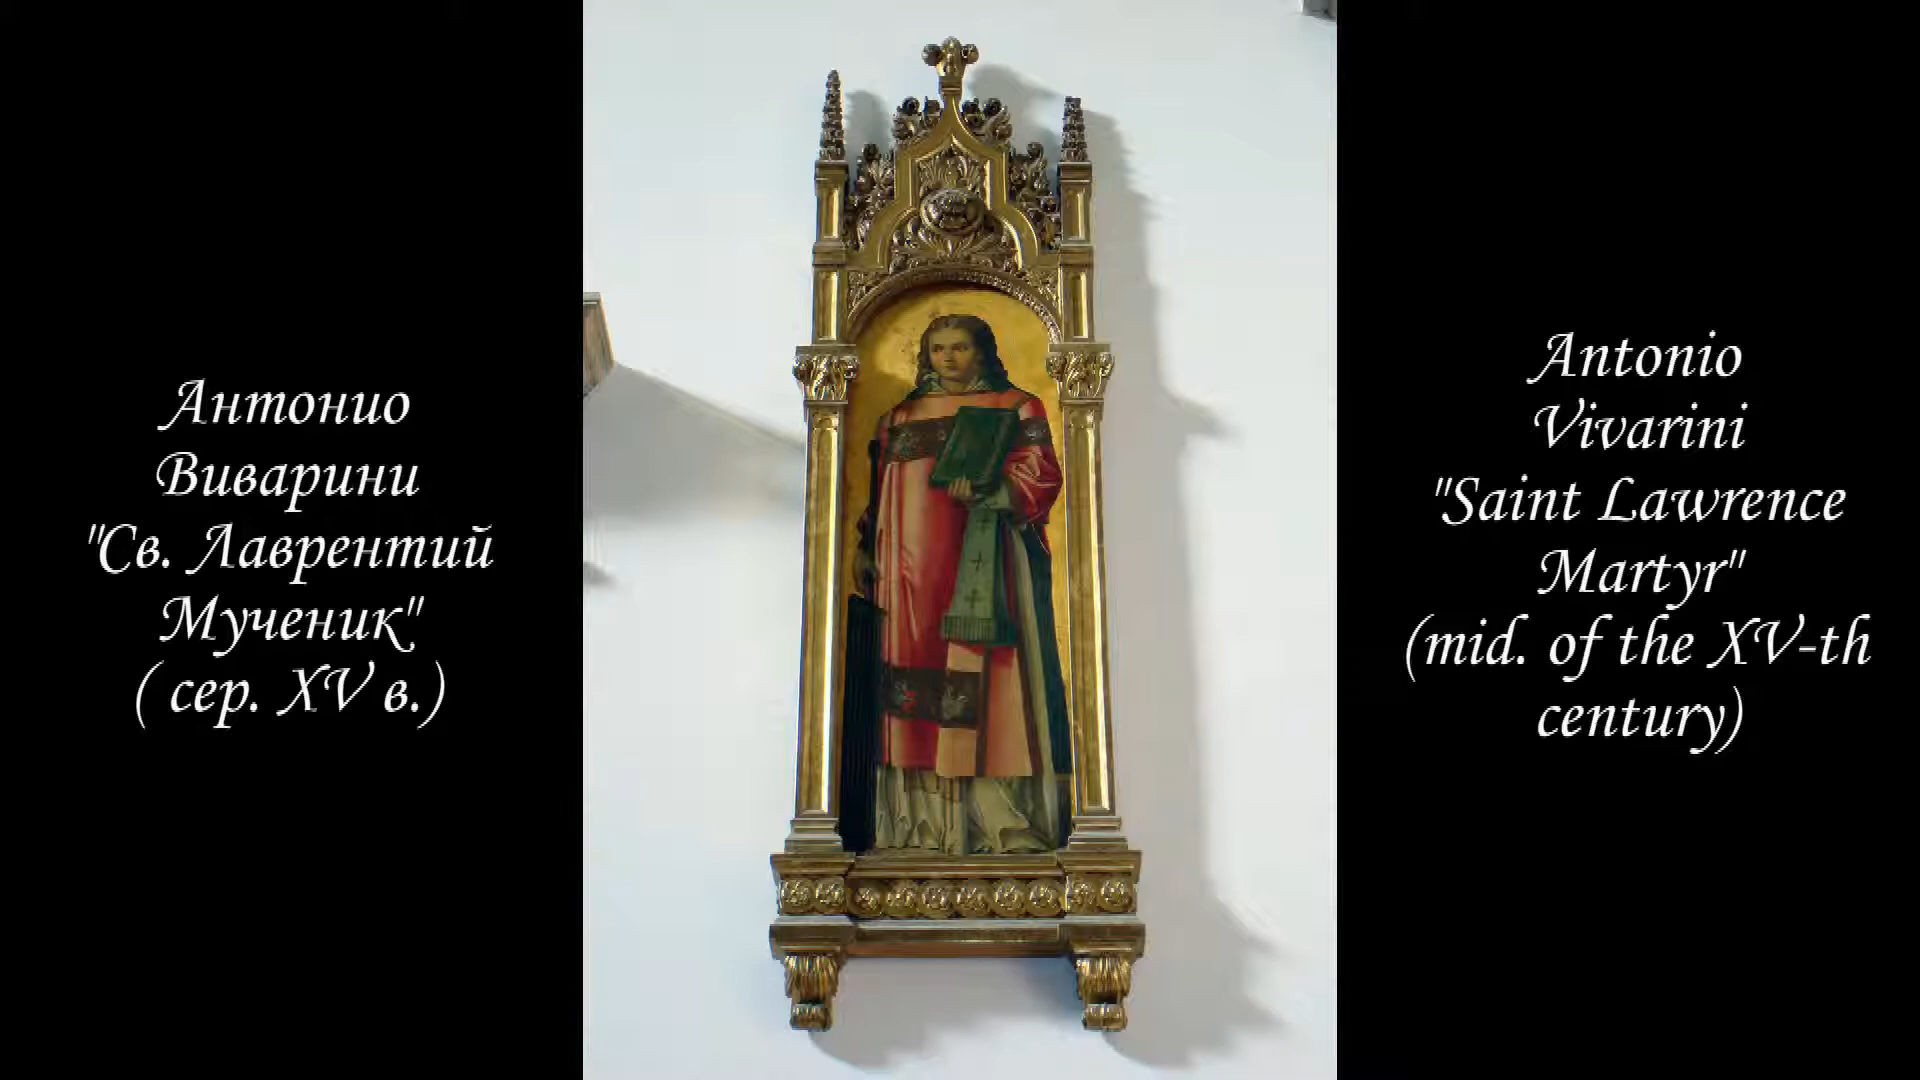 Антонио
Виварини
"Св. Лаврентий
Мученик"
( сер. XV в.)
Antonio
Vivarini
"Saint Lawrence
Martyr"
(mid. of the XV-th
century)